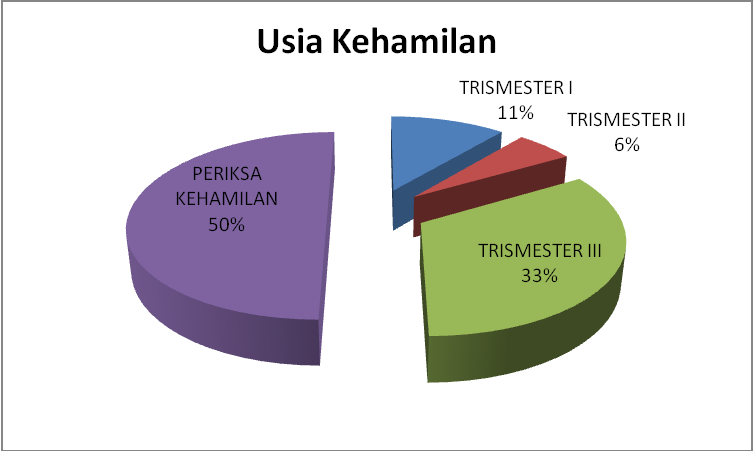 Usia Kehamilan
TRISMESTER I
11%
TRISMESTER II
6%
TRISMESTER III
33%
PERIKSA
KEHAMILAN
50%